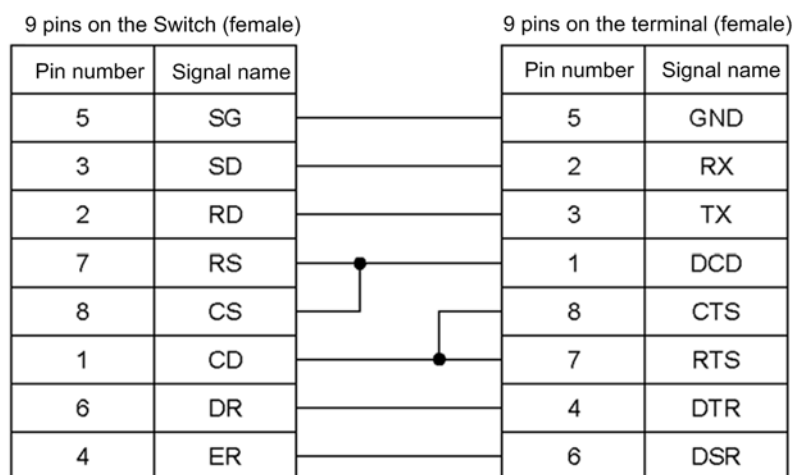 9 pins on the Switch (female) 9 pins on the terminal (female)
Pin number Signal name Pin number Signal name
5 SG 5 GND
3 SD 2 RX
2 RD 3 TX
7 RS 1 DCD
8 CS 8 CTS
1 CD 7 RTS
6 DR 4 DTR
4 ER 6 DSR